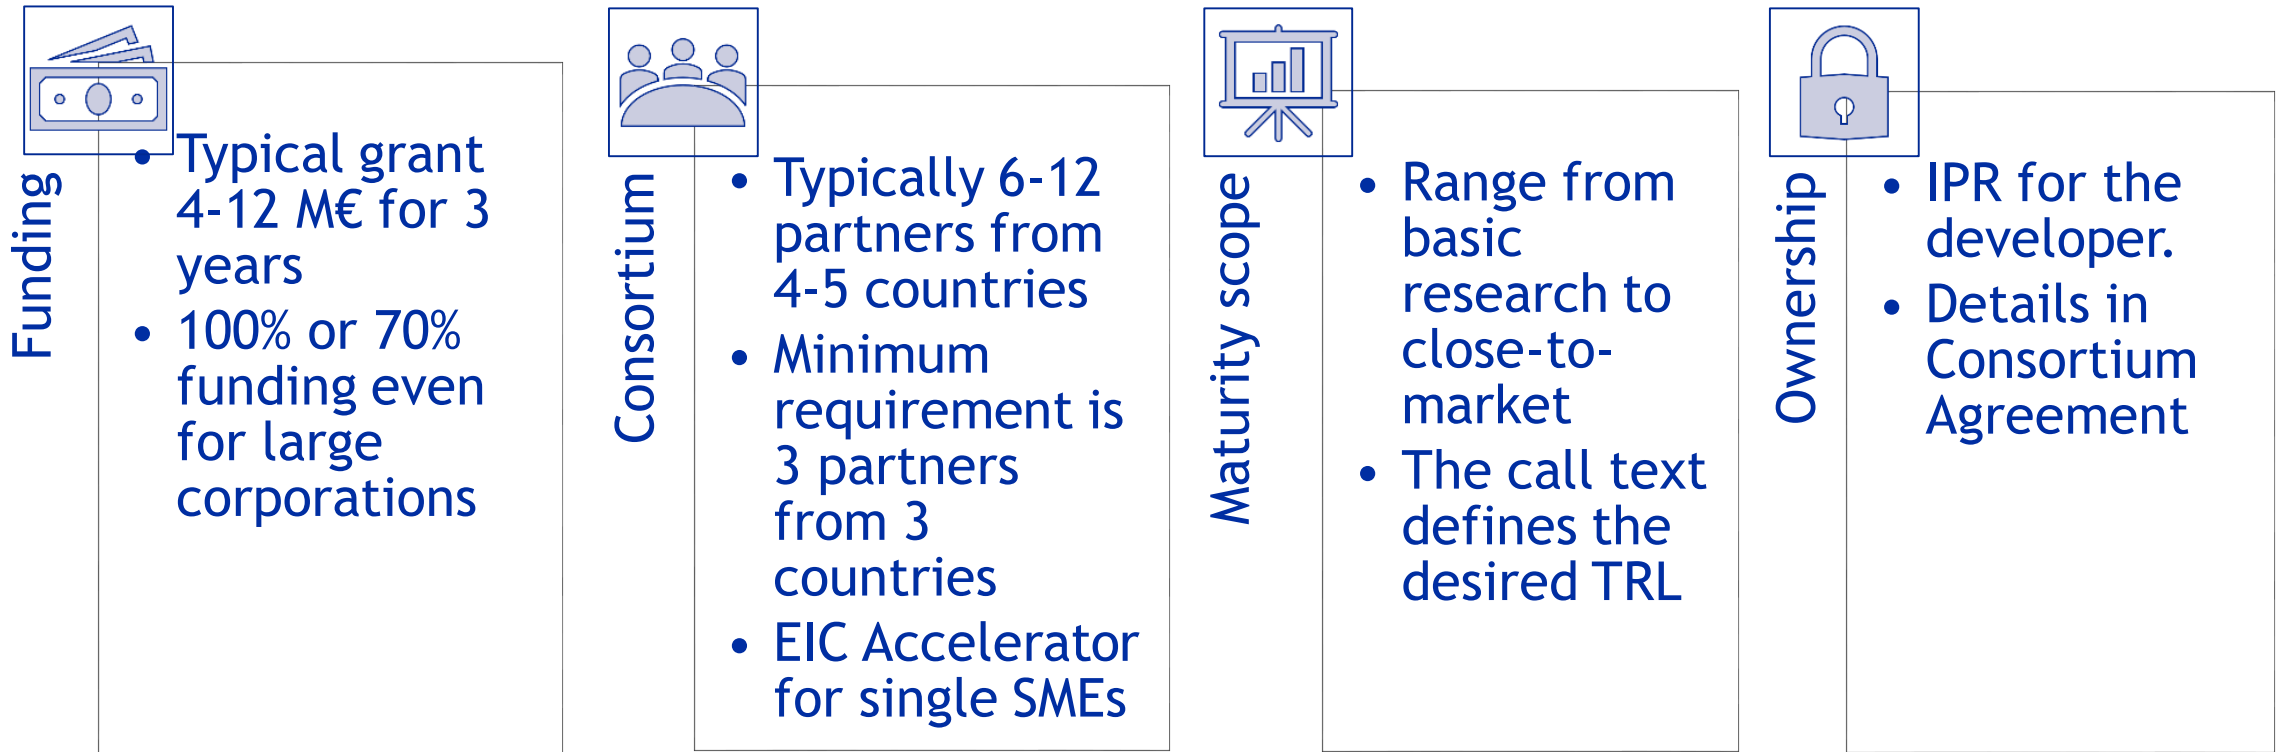 Funding
• Typical grant
4-12 M€ for 3
years
• 100% or 70%
funding even
for large
corporations
Consortium
• Typically 6-12
partners from
4-5 countries
• Minimum
requirement is
3 partners
from 3
countries
• EIC Accelerator
for single SMEs
Maturity scope
• Range from
basic
research to
close-to-
market
• The call text
defines the
desired TRL
Ownership
• IPR for the
developer.
• Details in
Consortium
Agreement